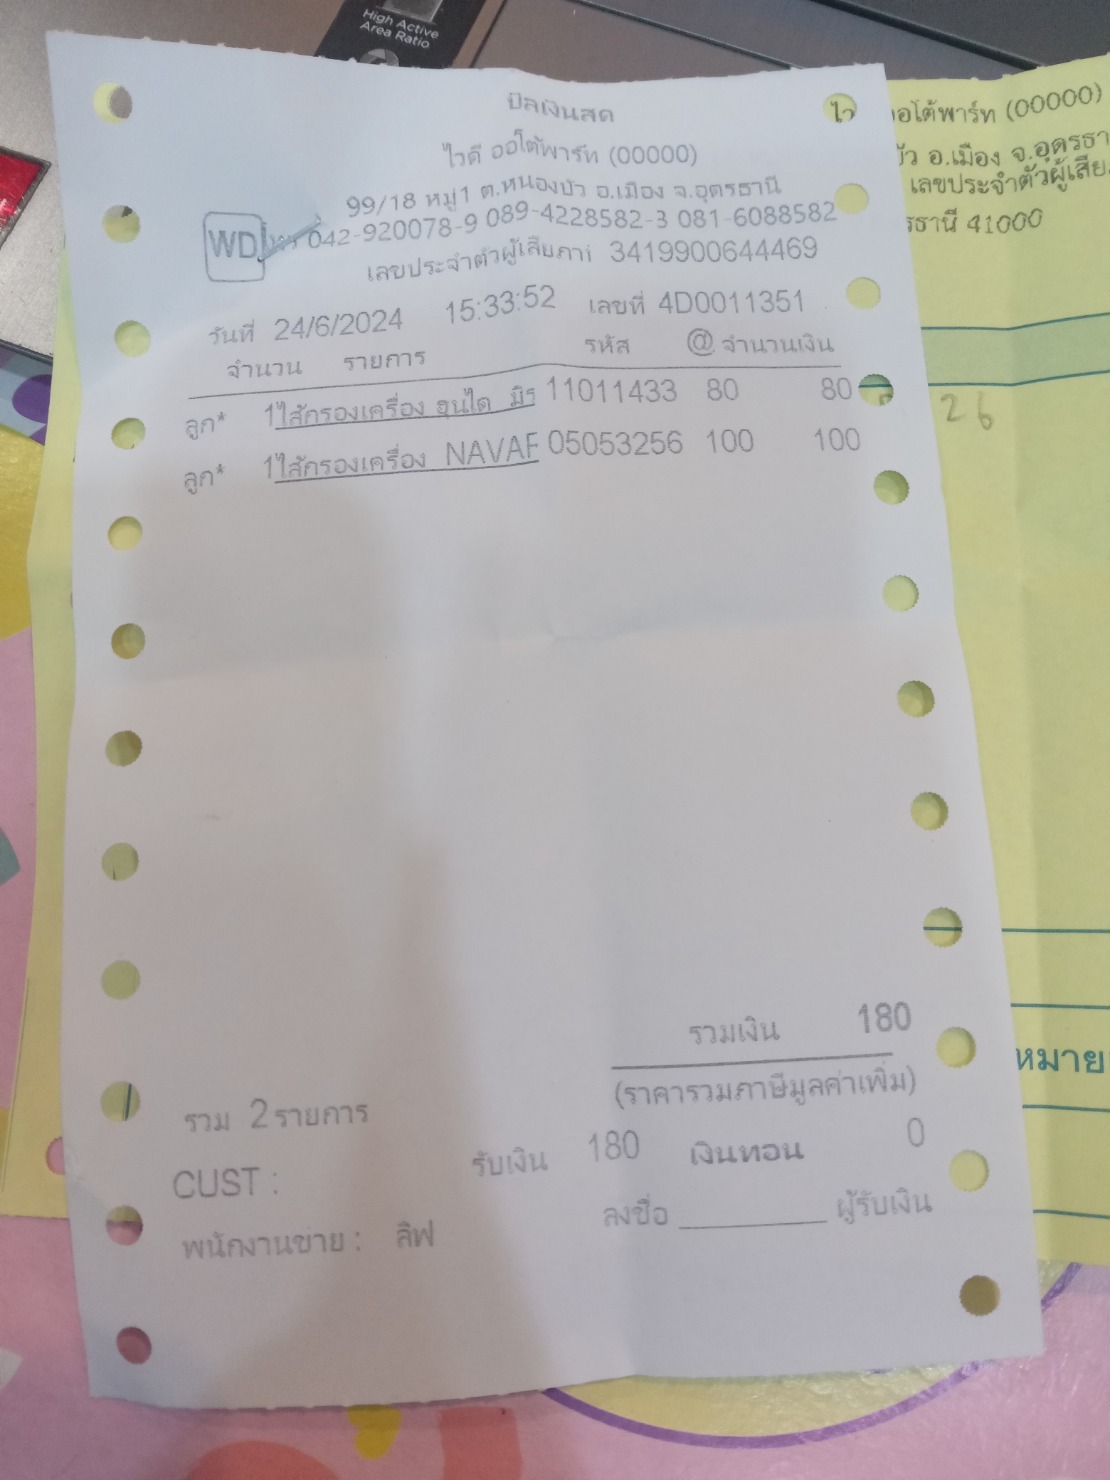 High Active
Area Ratio
บิลเงินสด
ไวดี ออโต้พาร์ท (00000)
99/18 หมู่1 ต.หนองบัว อ.เมือง จ.อุดรธานี
WD โทร 042-920078-9 089-4228582-3 081-6088582
เลขประจำตัวผู้เสียภาษี 3419900644469
วันที่ 24/6/2024 15:33:52 เลขที่ 4D0011351
จำนวน รายการ รหัส @ จำนวนเงิน
ลูก* 1 ไส้กรองเครื่อง ฮุนได 11011433 80 80
ลูก* 1 ไส้กรองเครื่อง NAVAF 05053256 100 100
รวมเงิน 180
(ราคารวมภาษีมูลค่าเพิ่ม)
รวม 2 รายการ
รับเงิน 180 เงินทอน 0
CUST :
ลงชื่อ ผู้รับเงิน
พนักงานขาย : ลิฟ
ไว ออโต้พาร์ท (00000)
บัว อ.เมือง จ.อุดรธา
เลขประจำตัวผู้เสีย
รธานี 41000
26
หมาย